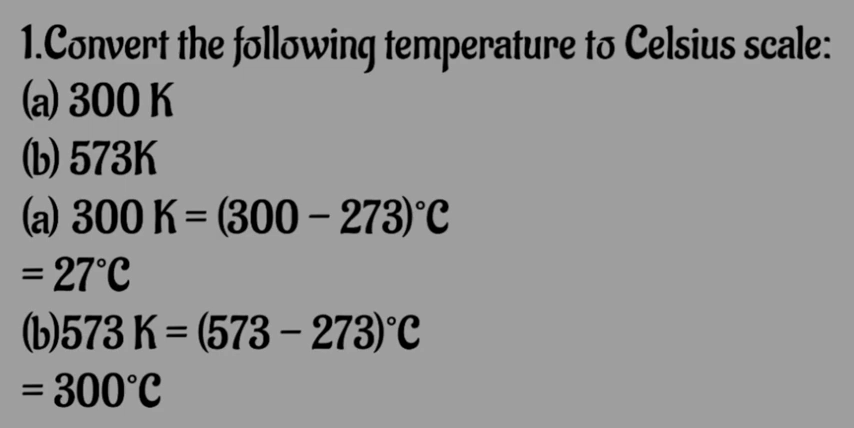 1.Convert the following temperature to Celsius scale:
(a) 300 K
(b) 573K
(a) 300 K = (300 – 273)°C
= 27°C
(b)573 K = (573 – 273)°C
= 300°C